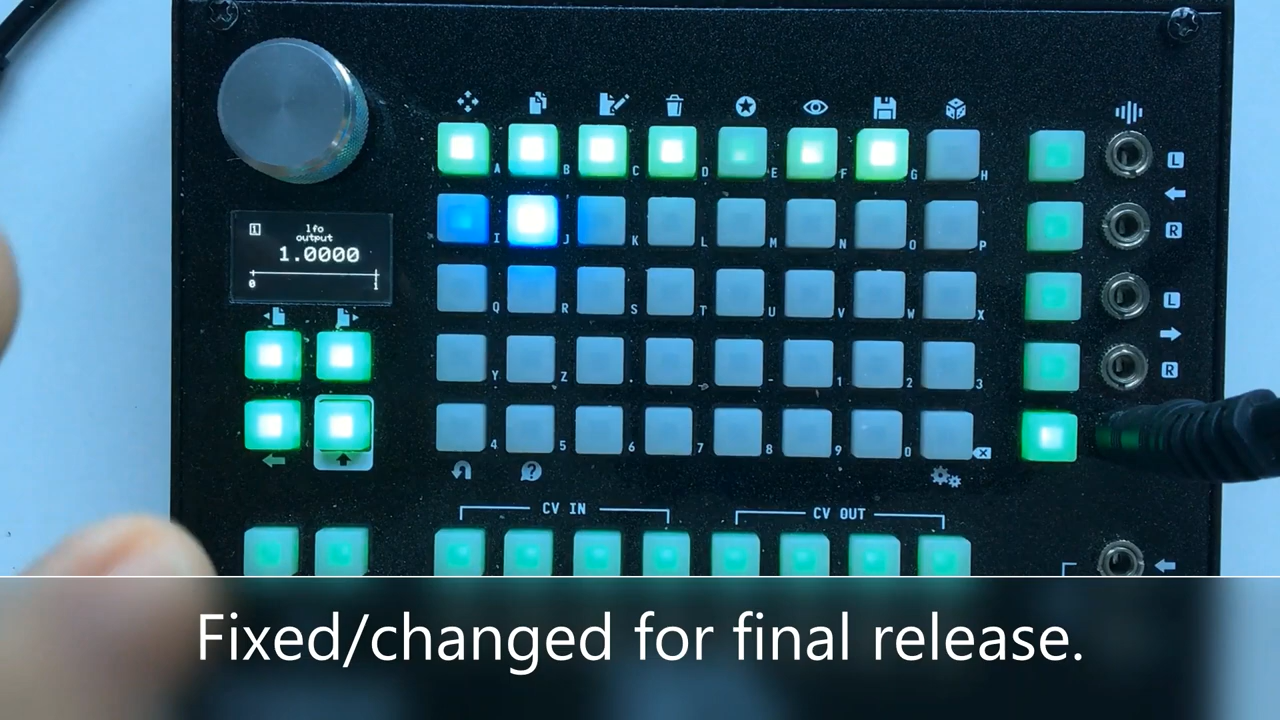 A B C D E F G H
L
I J K L M N O P
R
1 lfo
output
1.0000
0 1
Q R S T U V W X
L
Y Z . - 1 2 3
R
4 5 6 7 8 9 0
CV IN CV OUT
Fixed/changed for final release.